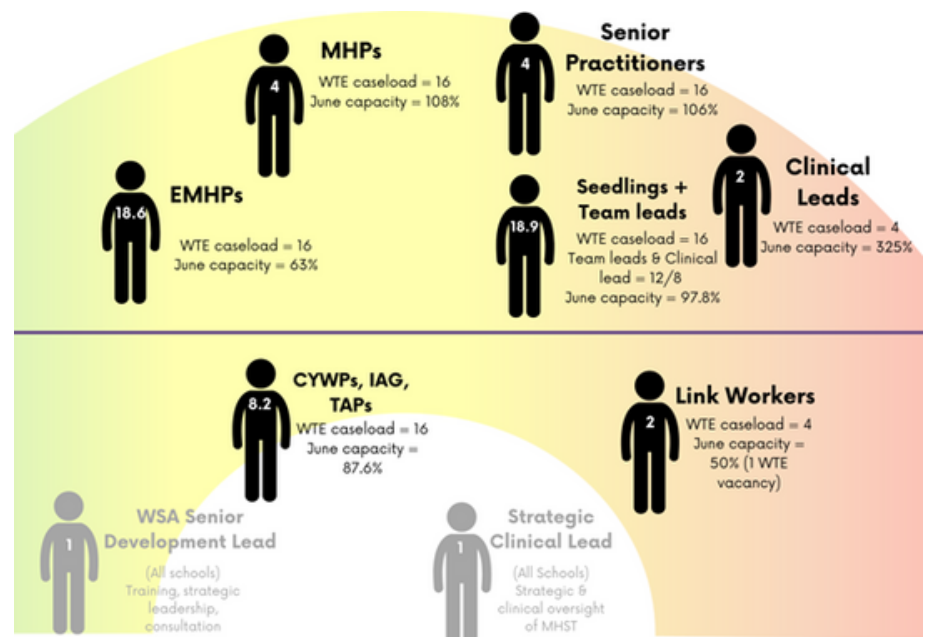 MHPs
4
WTE caseload = 16
June capacity = 108%
Senior
Practitioners
4
WTE caseload = 16
June capacity = 106%
EMHPs
18.6
WTE caseload = 16
June capacity = 63%
Seedlings +
Team leads
18.9
WTE caseload = 16
Team leads & Clinical
lead = 12/8
June capacity = 97.8%
Clinical
Leads
2
WTE caseload = 4
June capacity = 325%
CYWPs, IAG,
TAPs
8.2
WTE caseload = 16
June capacity =
87.6%
Link Workers
2
WTE caseload = 4
June capacity =
50% (1 WTE
vacancy)
WSA Senior
Development Lead
1
(All schools)
Training, strategic
leadership,
consultation
Strategic
Clinical Lead
1
(All Schools)
Strategic &
clinical oversight
of MHST